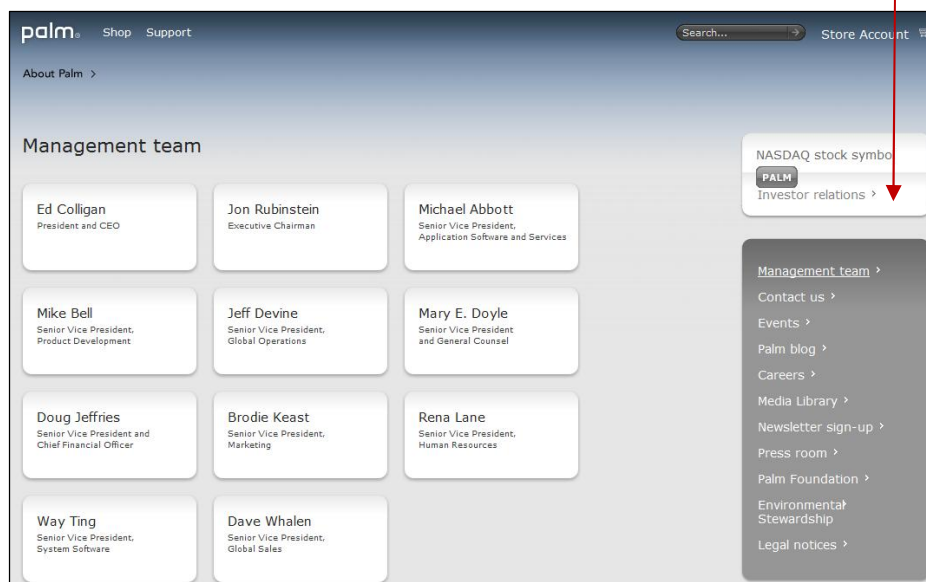 palm Shop Support Search... Store Account
About Palm >
Management team
Ed Colligan
President and CEO
Jon Rubinstein
Executive Chairman
Michael Abbott
Senior Vice President,
Application Software and Services
Mike Bell
Senior Vice President,
Product Development
Jeff Devine
Senior Vice President,
Global Operations
Mary E. Doyle
Senior Vice President
and General Counsel
Doug Jeffries
Senior Vice President and
Chief Financial Officer
Brodie Keast
Senior Vice President,
Marketing
Rena Lane
Senior Vice President,
Human Resources
Way Ting
Senior Vice President,
System Software
Dave Whalen
Senior Vice President,
Global Sales
NASDAQ stock symbol
PALM
Investor relations >
Management team >
Contact us >
Events >
Palm blog >
Careers >
Media Library >
Newsletter sign-up >
Press room >
Palm Foundation >
Environmental >
Stewardship
Legal notices >